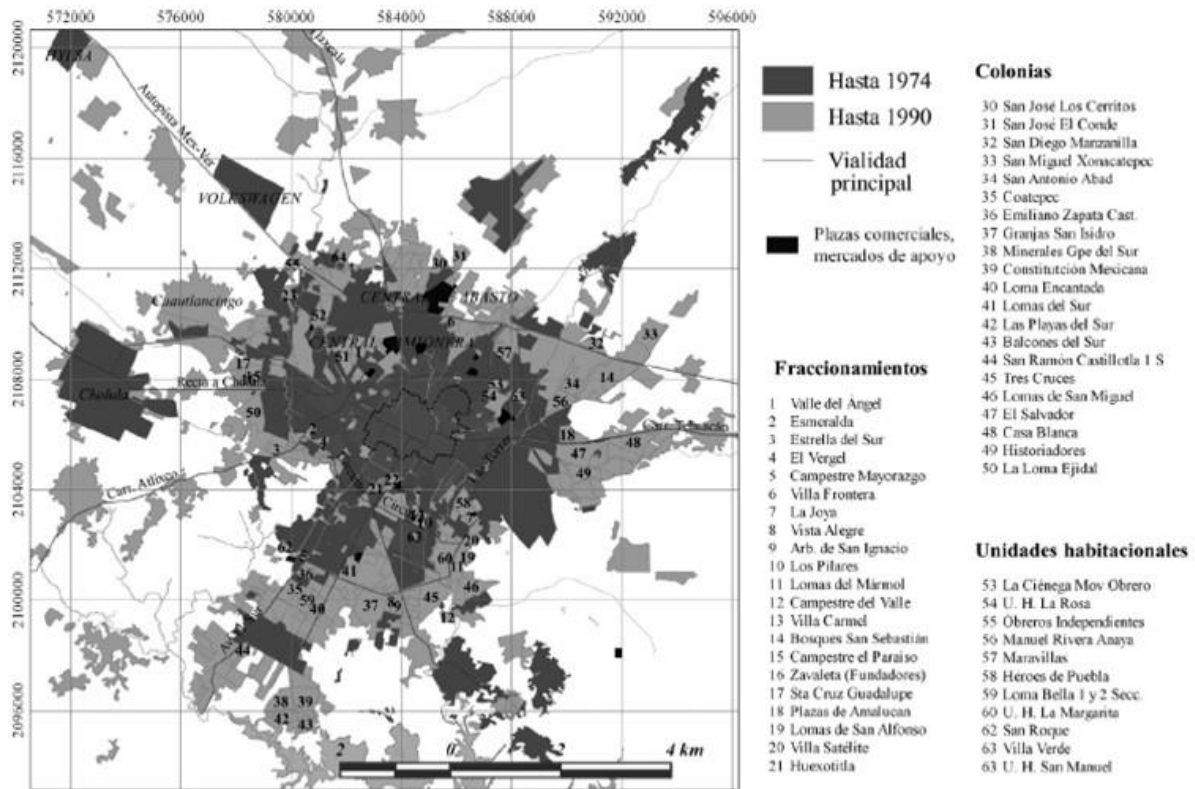 572000 576000 580000 584000 588000 592000 596000
2120000
2116000
2112000
2108000
2104000
2100000
2096000
HYLSA
Tlaxcala
Autopista Mex-Ver
VOLKSWAGEN
Cuautlancingo
CENTRAL DE ABASTO
CENTRAL CAMIONERA
Recta a Cholula
Cholula
Carr. Tehuacán
Carr. Atlixco
2 0 2 4 km
Hasta 1974
Hasta 1990
Vialidad
principal
Plazas comerciales,
mercados de apoyo
Fraccionamientos
1 Valle del Ángel
2 Esmeralda
3 Estrella del Sur
4 El Vergel
5 Campestre Mayorazgo
6 Villa Frontera
7 La Joya
8 Vista Alegre
9 Arb. de San Ignacio
10 Los Pilares
11 Lomas del Mármol
12 Campestre del Valle
13 Villa Carmel
14 Bosques San Sebastián
15 Campestre el Paraiso
16 Zavaleta (Fundadores)
17 Sta Cruz Guadalupe
18 Plazas de Amalucan
19 Lomas de San Alfonso
20 Villa Satélite
21 Huexotitla
Colonias
30 San José Los Cerritos
31 San José El Conde
32 San Diego Manzanilla
33 San Miguel Xonacatepec
34 San Antonio Abad
35 Coatepec
36 Emiliano Zapata Cast.
37 Granjas San Isidro
38 Minerales Gpe del Sur
39 Constitutción Mexicana
40 Loma Encantada
41 Lomas del Sur
42 Las Playas del Sur
43 Balcones del Sur
44 San Ramón Castillotla 1 S
45 Tres Cruces
46 Lomas de San Miguel
47 El Salvador
48 Casa Blanca
49 Historiadores
50 La Loma Ejidal
Unidades habitacionales
53 La Ciénega Mov Obrero
54 U. H. La Rosa
55 Obreros Independientes
56 Manuel Rivera Anaya
57 Maravillas
58 Héroes de Puebla
59 Loma Bella 1 y 2 Secc.
60 U. H. La Margarita
62 San Roque
63 Villa Verde
63 U. H. San Manuel